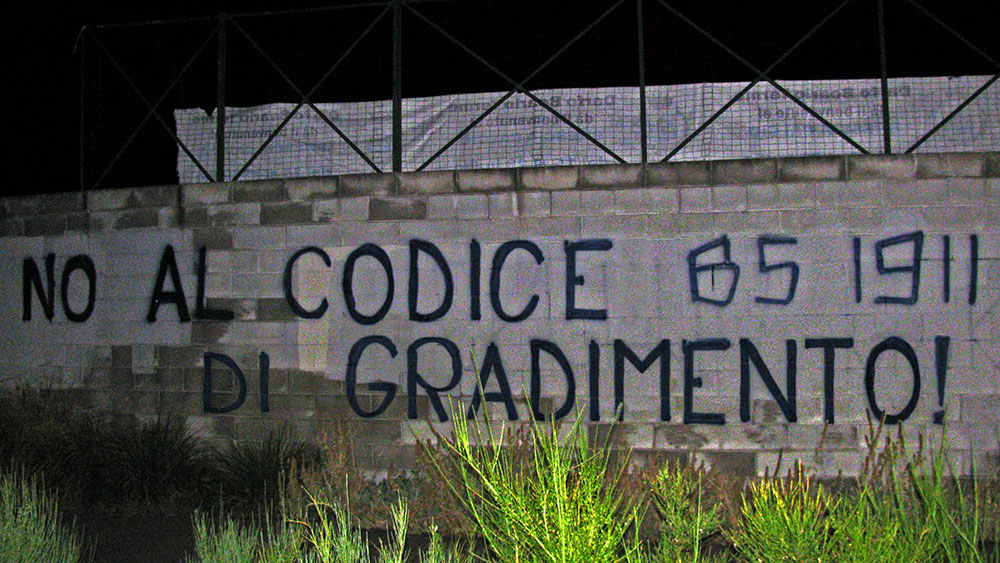 NO AL CODICE BS 1911
DI GRADIMENTO!